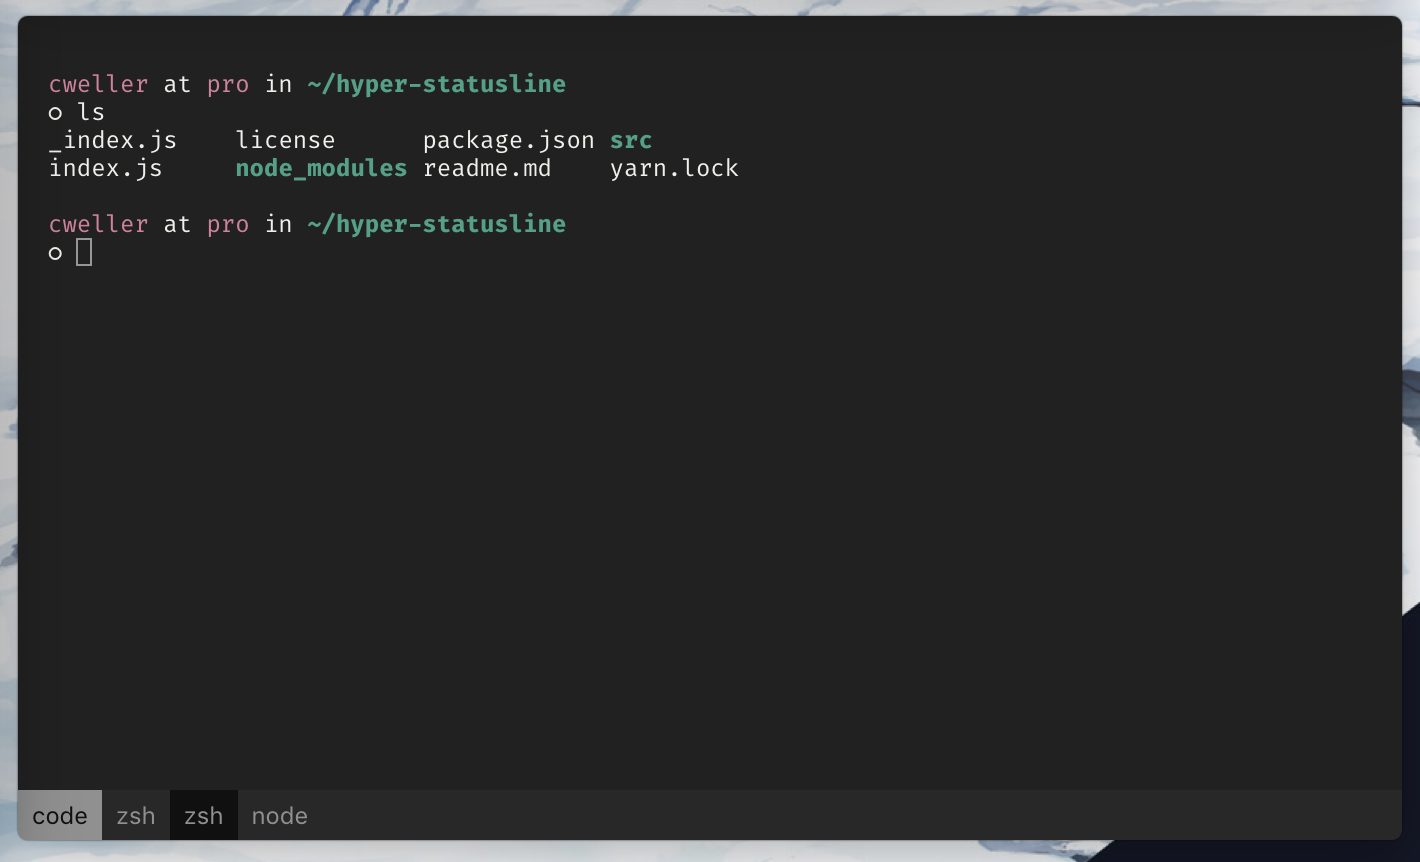 cweller at pro in ~/hyper-statusline
○ ls
_index.js    license      package.json src
index.js     node_modules readme.md    yarn.lock
cweller at pro in ~/hyper-statusline
○
code zsh zsh node